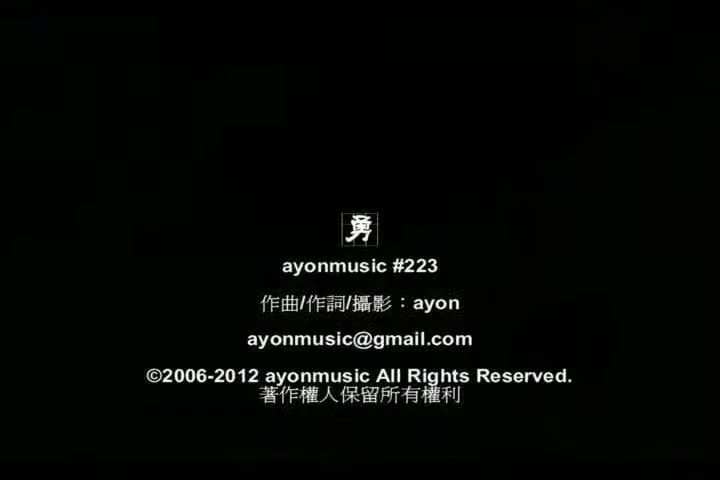 勇
ayonmusic #223
作曲/作詞/攝影：ayon
ayonmusic@gmail.com
©2006-2012 ayonmusic All Rights Reserved.
著作權人保留所有權利